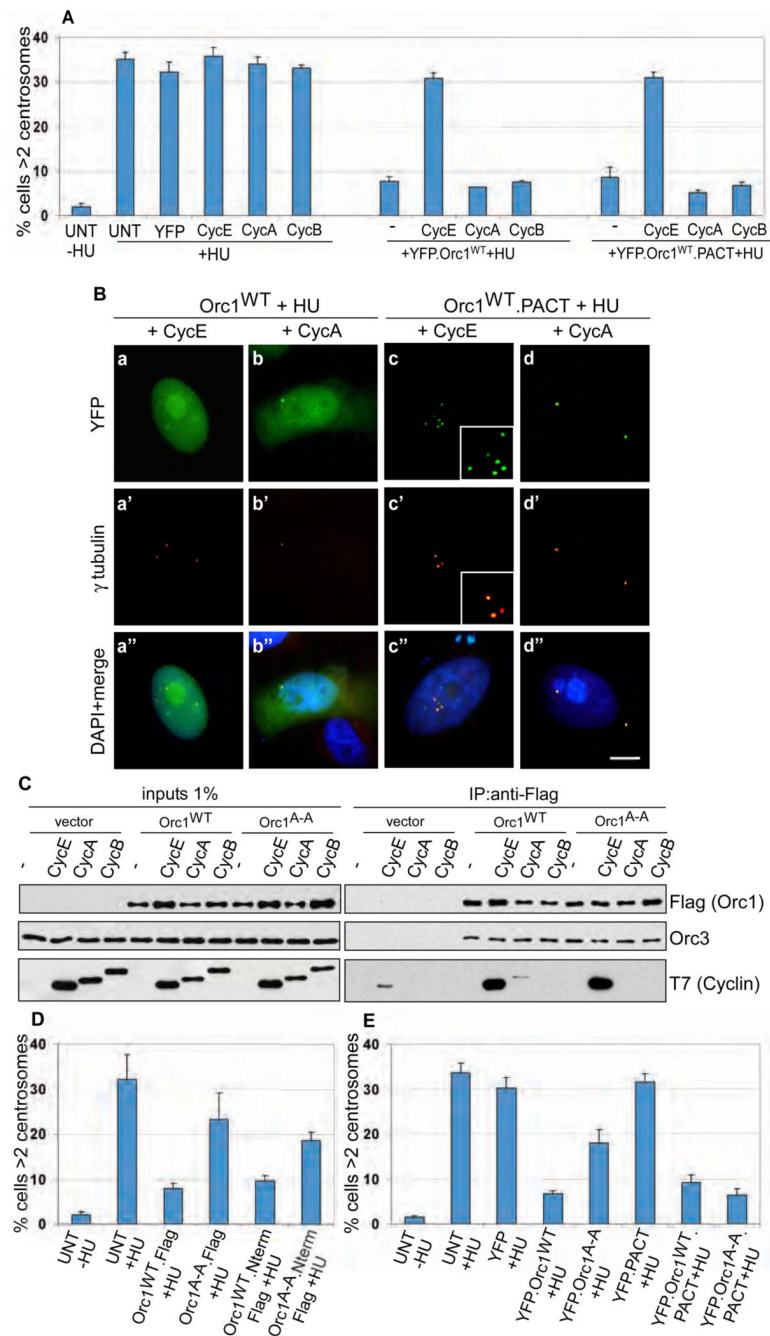 A
% cells >2 centrosomes
40
30
20
10
0
UNT -HU UNT YFP CycE CycA CycB - CycE CycA CycB - CycE CycA CycB
+HU +YFP.Orc1WT+HU +YFP.Orc1WT.PACT+HU
B
Orc1WT + HU Orc1WT.PACT + HU
+ CycE + CycA + CycE + CycA
YFP
a b c d
γ tubulin
a' b' c' d'
DAPI+merge
a'' b'' c'' d''
C
inputs 1% IP:anti-Flag
vector Orc1WT Orc1A-A vector Orc1WT Orc1A-A
- CycE CycA CycB - CycE CycA CycB - CycE CycA CycB - CycE CycA CycB - CycE CycA CycB - CycE CycA CycB
Flag (Orc1)
Orc3
T7 (Cyclin)
D
% cells >2 centrosomes
40
30
20
10
0
UNT -HU
UNT +HU
Orc1WT.Flag +HU
Orc1A-A.Flag +HU
Orc1WT.Nterm Flag +HU
Orc1A-A.Nterm Flag +HU
E
% cells >2 centrosomes
40
30
20
10
0
UNT -HU
UNT +HU
YFP +HU
YFP.Orc1WT +HU
YFP.Orc1A-A +HU
YFP.PACT +HU
YFP.Orc1WT. PACT+HU
YFP.Orc1A-A. PACT+HU